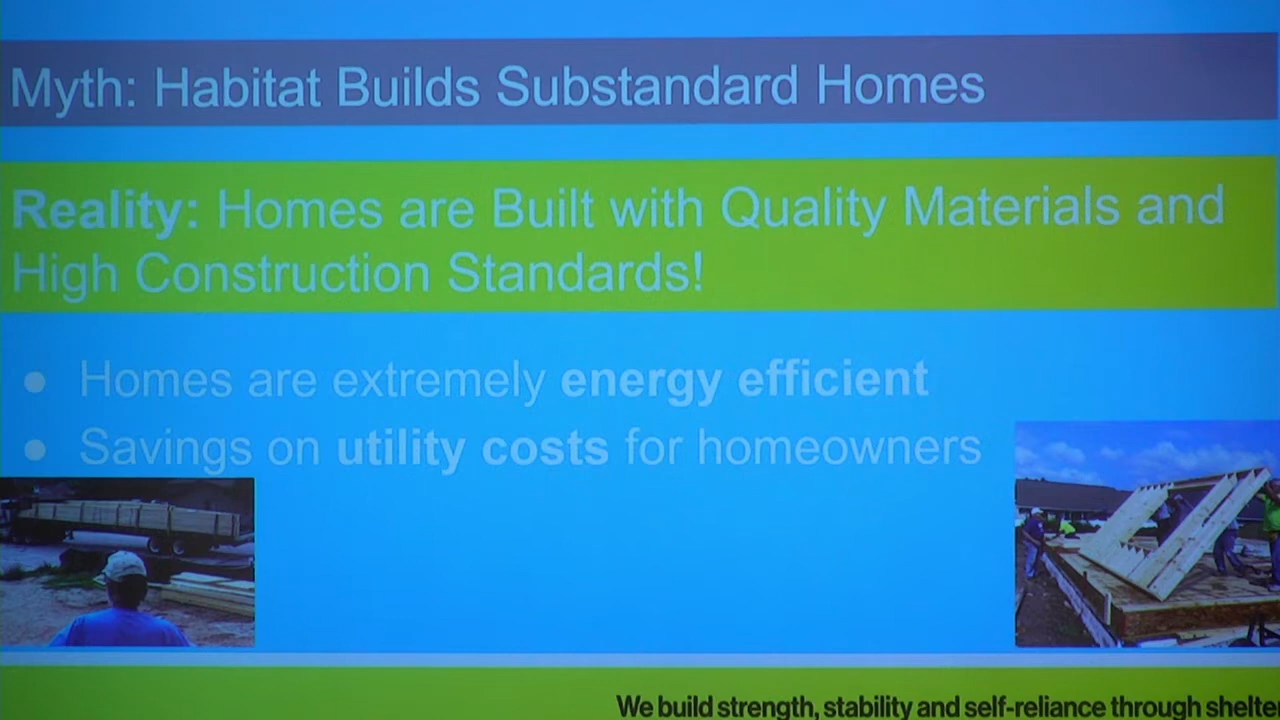 Myth: Habitat Builds Substandard Homes
Reality: Homes are Built with Quality Materials and
High Construction Standards!
● Homes are extremely energy efficient
● Savings on utility costs for homeowners
We build strength, stability and self-reliance through shelte